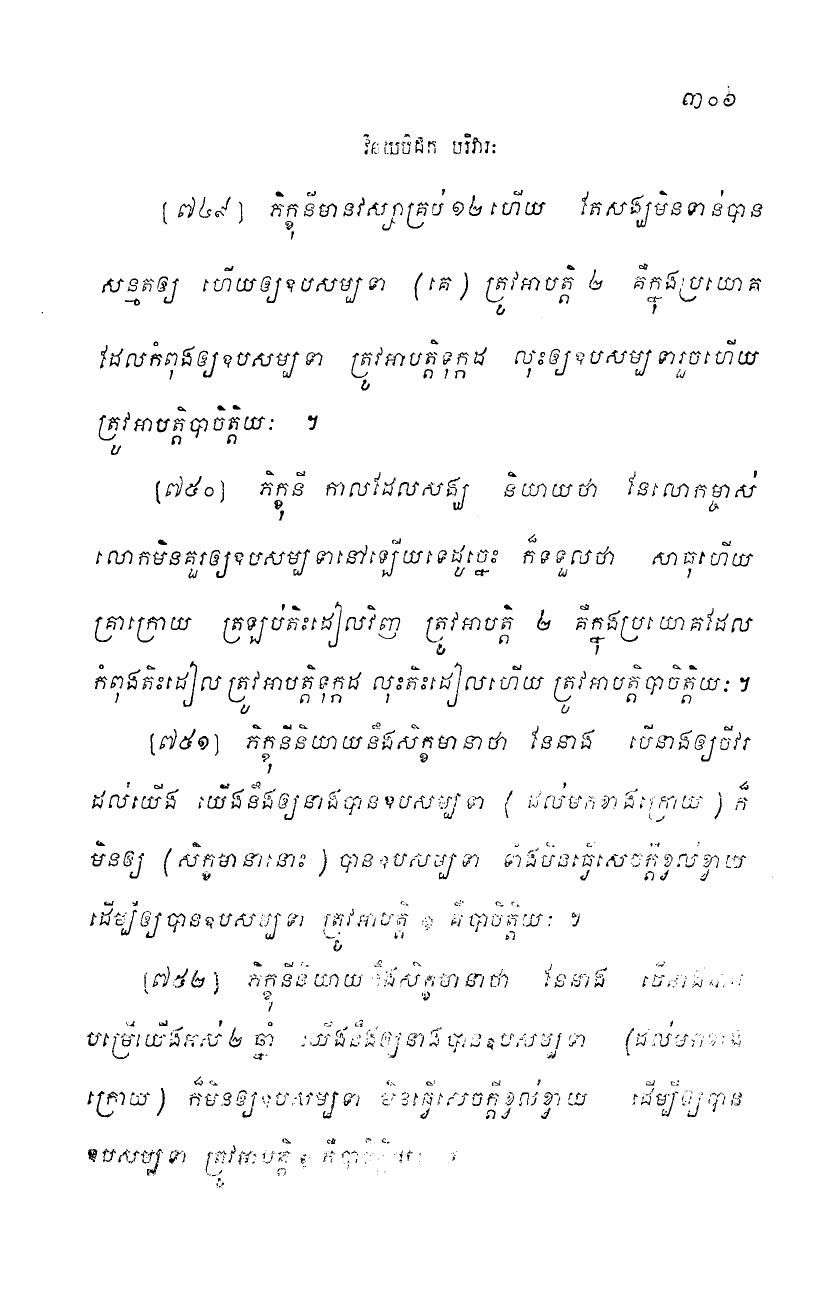 ៣០៦
វិនយបិដក បរិវារៈ
[៧៤៩] ភិក្ខុនីមានវស្សាគ្រប់ ១២ ហើយ តែសង្ឃមិនទាន់បាន
សន្មតឲ្យ ហើយឲ្យឧបសម្បទា (គេ) ត្រូវអាបត្តិ ២ គឺក្នុងប្រយោគ
ដែលកំពុងឲ្យឧបសម្បទា ត្រូវអាបត្តិទុក្កដ លុះឲ្យឧបសម្បទារួចហើយ
ត្រូវអាបត្តិបាចិត្តិយៈ ។
[៧៥០] ភិក្ខុនី កាលដែលសង្ឃ និយាយថា នែលោកម្ចាស់
លោកមិនគួរឲ្យឧបសម្បទានៅឡើយទេដូច្នេះ ក៏ទទួលថា សាធុហើយ
គ្រាក្រោយ ត្រឡប់តិះដៀលវិញ ត្រូវអាបត្តិ ២ គឺក្នុងប្រយោគដែល
កំពុងតិះដៀល ត្រូវអាបត្តិទុក្កដ លុះតិះដៀលហើយ ត្រូវអាបត្តិបាចិត្តិយៈ ។
[៧៥១] ភិក្ខុនីនិយាយនឹងសិក្ខមានាថា នែនាង បើនាងឲ្យចីវរ
ដល់យើង យើងនឹងឲ្យនាងបានឧបសម្បទា ( ដល់មកខាងក្រោយ ) ក៏
មិនឲ្យ (សិក្ខមានានោះ) បានឧបសម្បទា ទាំងមិនធ្វើសេចក្តីខ្វល់ខ្វាយ
ដើម្បីឲ្យបានឧបសម្បទា ត្រូវអាបត្តិ ១ គឺបាចិត្តិយៈ ។
[៧៥២] ភិក្ខុនីនិយាយនឹងសិក្ខមានាថា នែនាង បើនាង
បម្រើយើងអស់ ២ ឆ្នាំ យើងនឹងឲ្យនាងបានឧបសម្បទា (ដល់មកខាង
ក្រោយ) ក៏មិនឲ្យឧបសម្បទា មិនធ្វើសេចក្តីខ្វល់ខ្វាយ ដើម្បីឲ្យបាន
ឧបសម្បទា ត្រូវអាបត្តិ ១ គឺបាចិត្តិយៈ ។